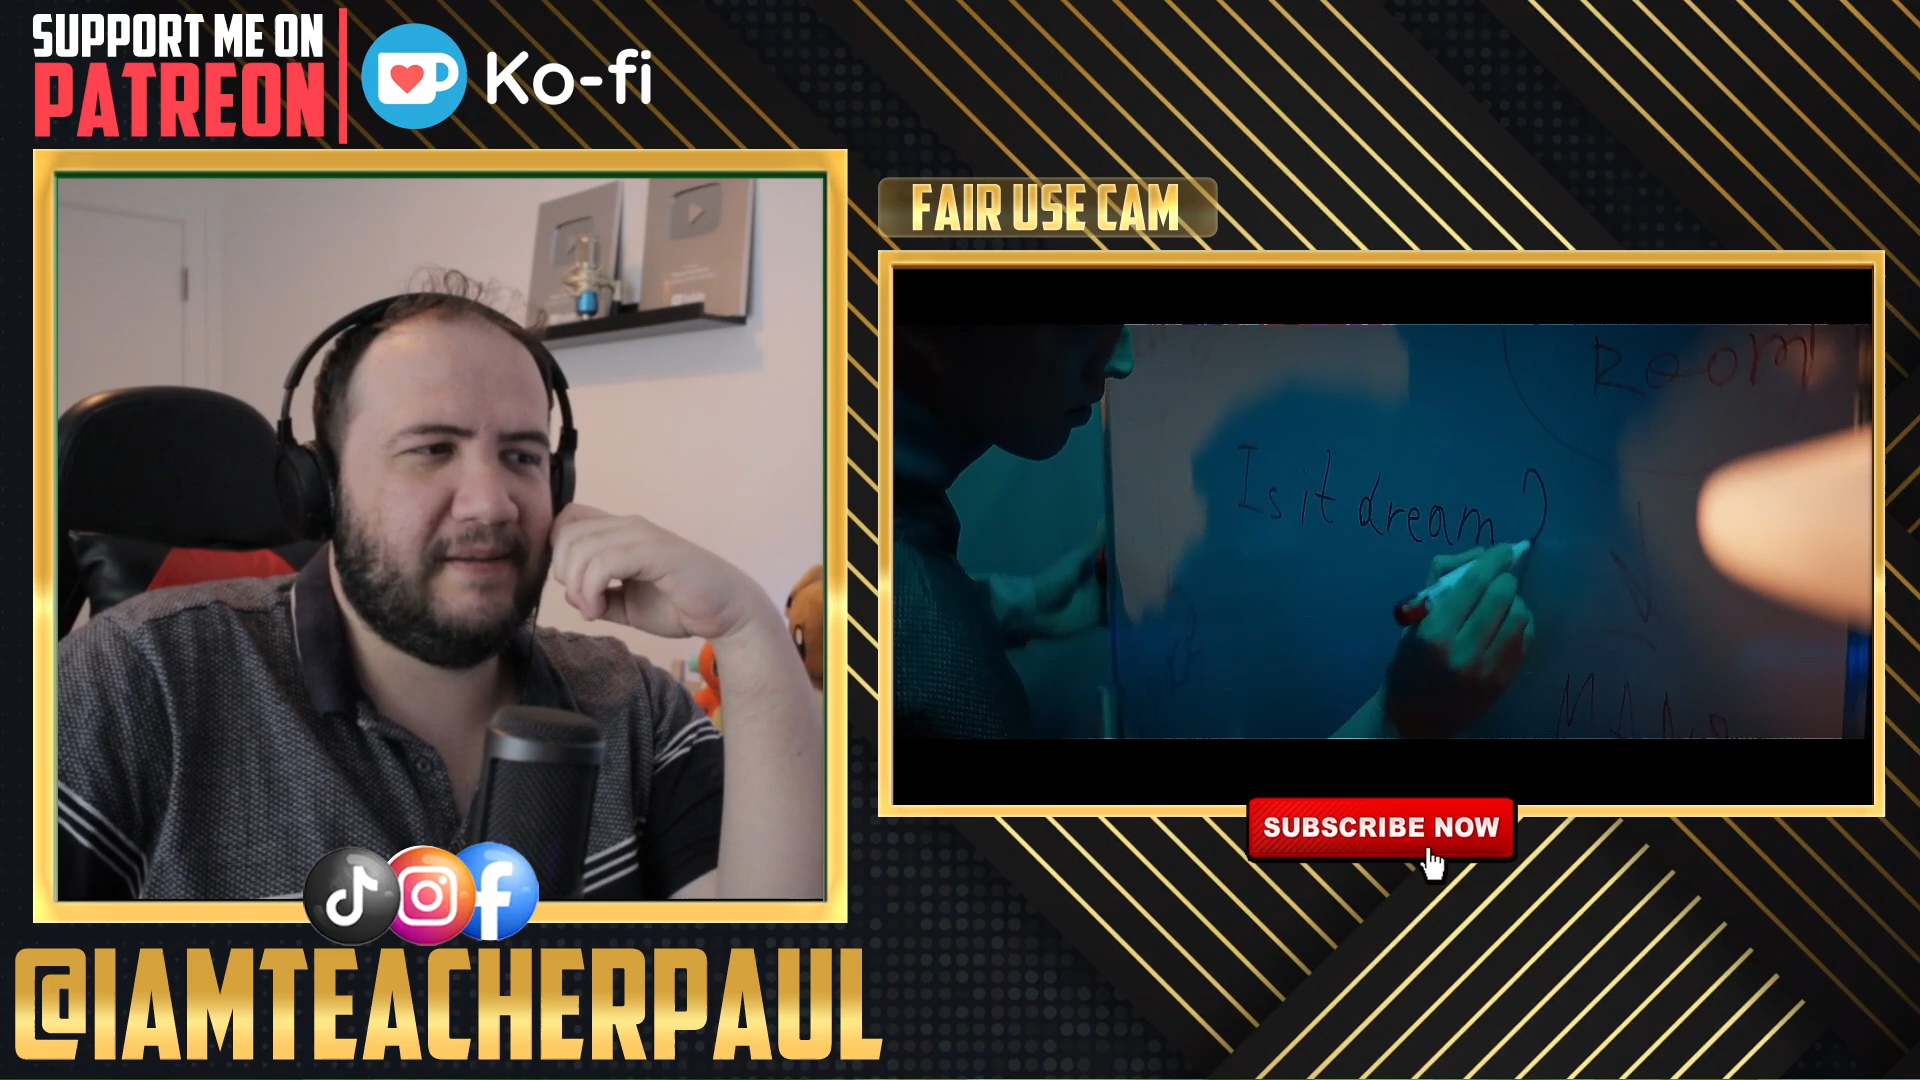 SUPPORT ME ON
PATREON
Ko-fi
FAIR USE CAM
ROOM
Is it dream?
SUBSCRIBE NOW
@IAMTEACHERPAUL